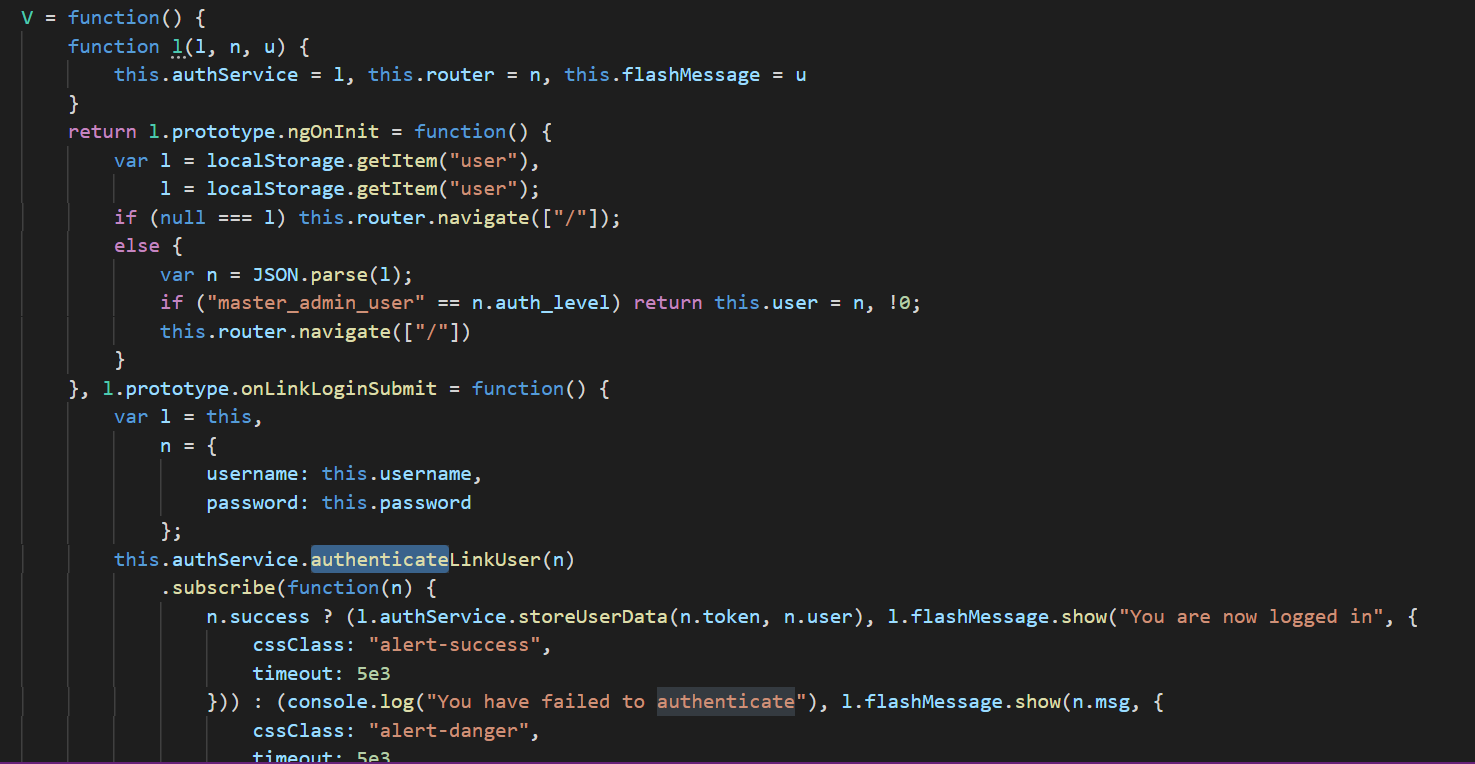 V = function() {
    function l(l, n, u) {
        this.authService = l, this.router = n, this.flashMessage = u
    }
    return l.prototype.ngOnInit = function() {
        var l = localStorage.getItem("user"),
            l = localStorage.getItem("user");
        if (null === l) this.router.navigate(["/"]);
        else {
            var n = JSON.parse(l);
            if ("master_admin_user" == n.auth_level) return this.user = n, !0;
            this.router.navigate(["/"])
        }
    }, l.prototype.onLinkLoginSubmit = function() {
        var l = this,
            n = {
                username: this.username,
                password: this.password
            };
        this.authService.authenticateLinkUser(n)
            .subscribe(function(n) {
                n.success ? (l.authService.storeUserData(n.token, n.user), l.flashMessage.show("You are now logged in", {
                    cssClass: "alert-success",
                    timeout: 5e3
                })) : (console.log("You have failed to authenticate"), l.flashMessage.show(n.msg, {
                    cssClass: "alert-danger",
                    timeout: 5e3